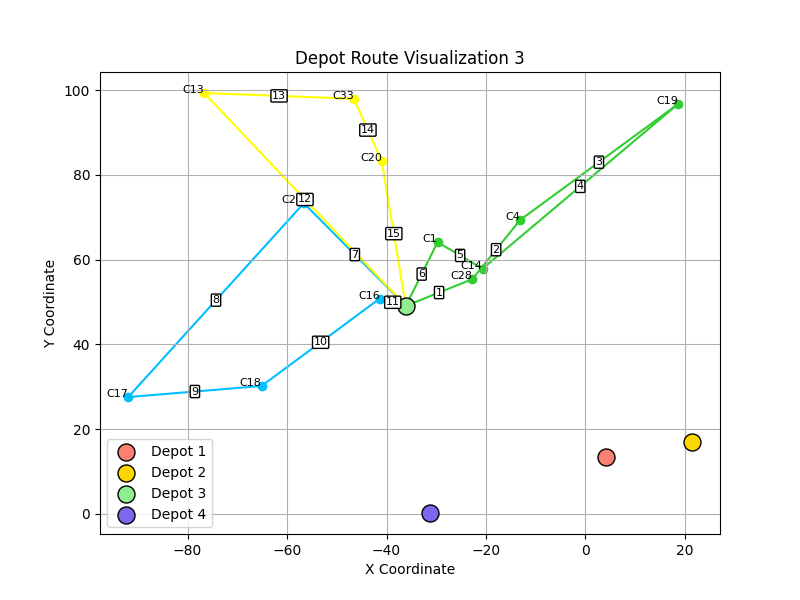 Depot Route Visualization 3
100
80
60
40
20
0
Y Coordinate
−80
−60
−40
−20
0
20
X Coordinate
C13
13
C33
14
C20
C19
3
4
C2
12
15
C4
C1
2
7
5
C14
6
C28
1
C16
11
8
10
C17
9
C18
Depot 1
Depot 2
Depot 3
Depot 4